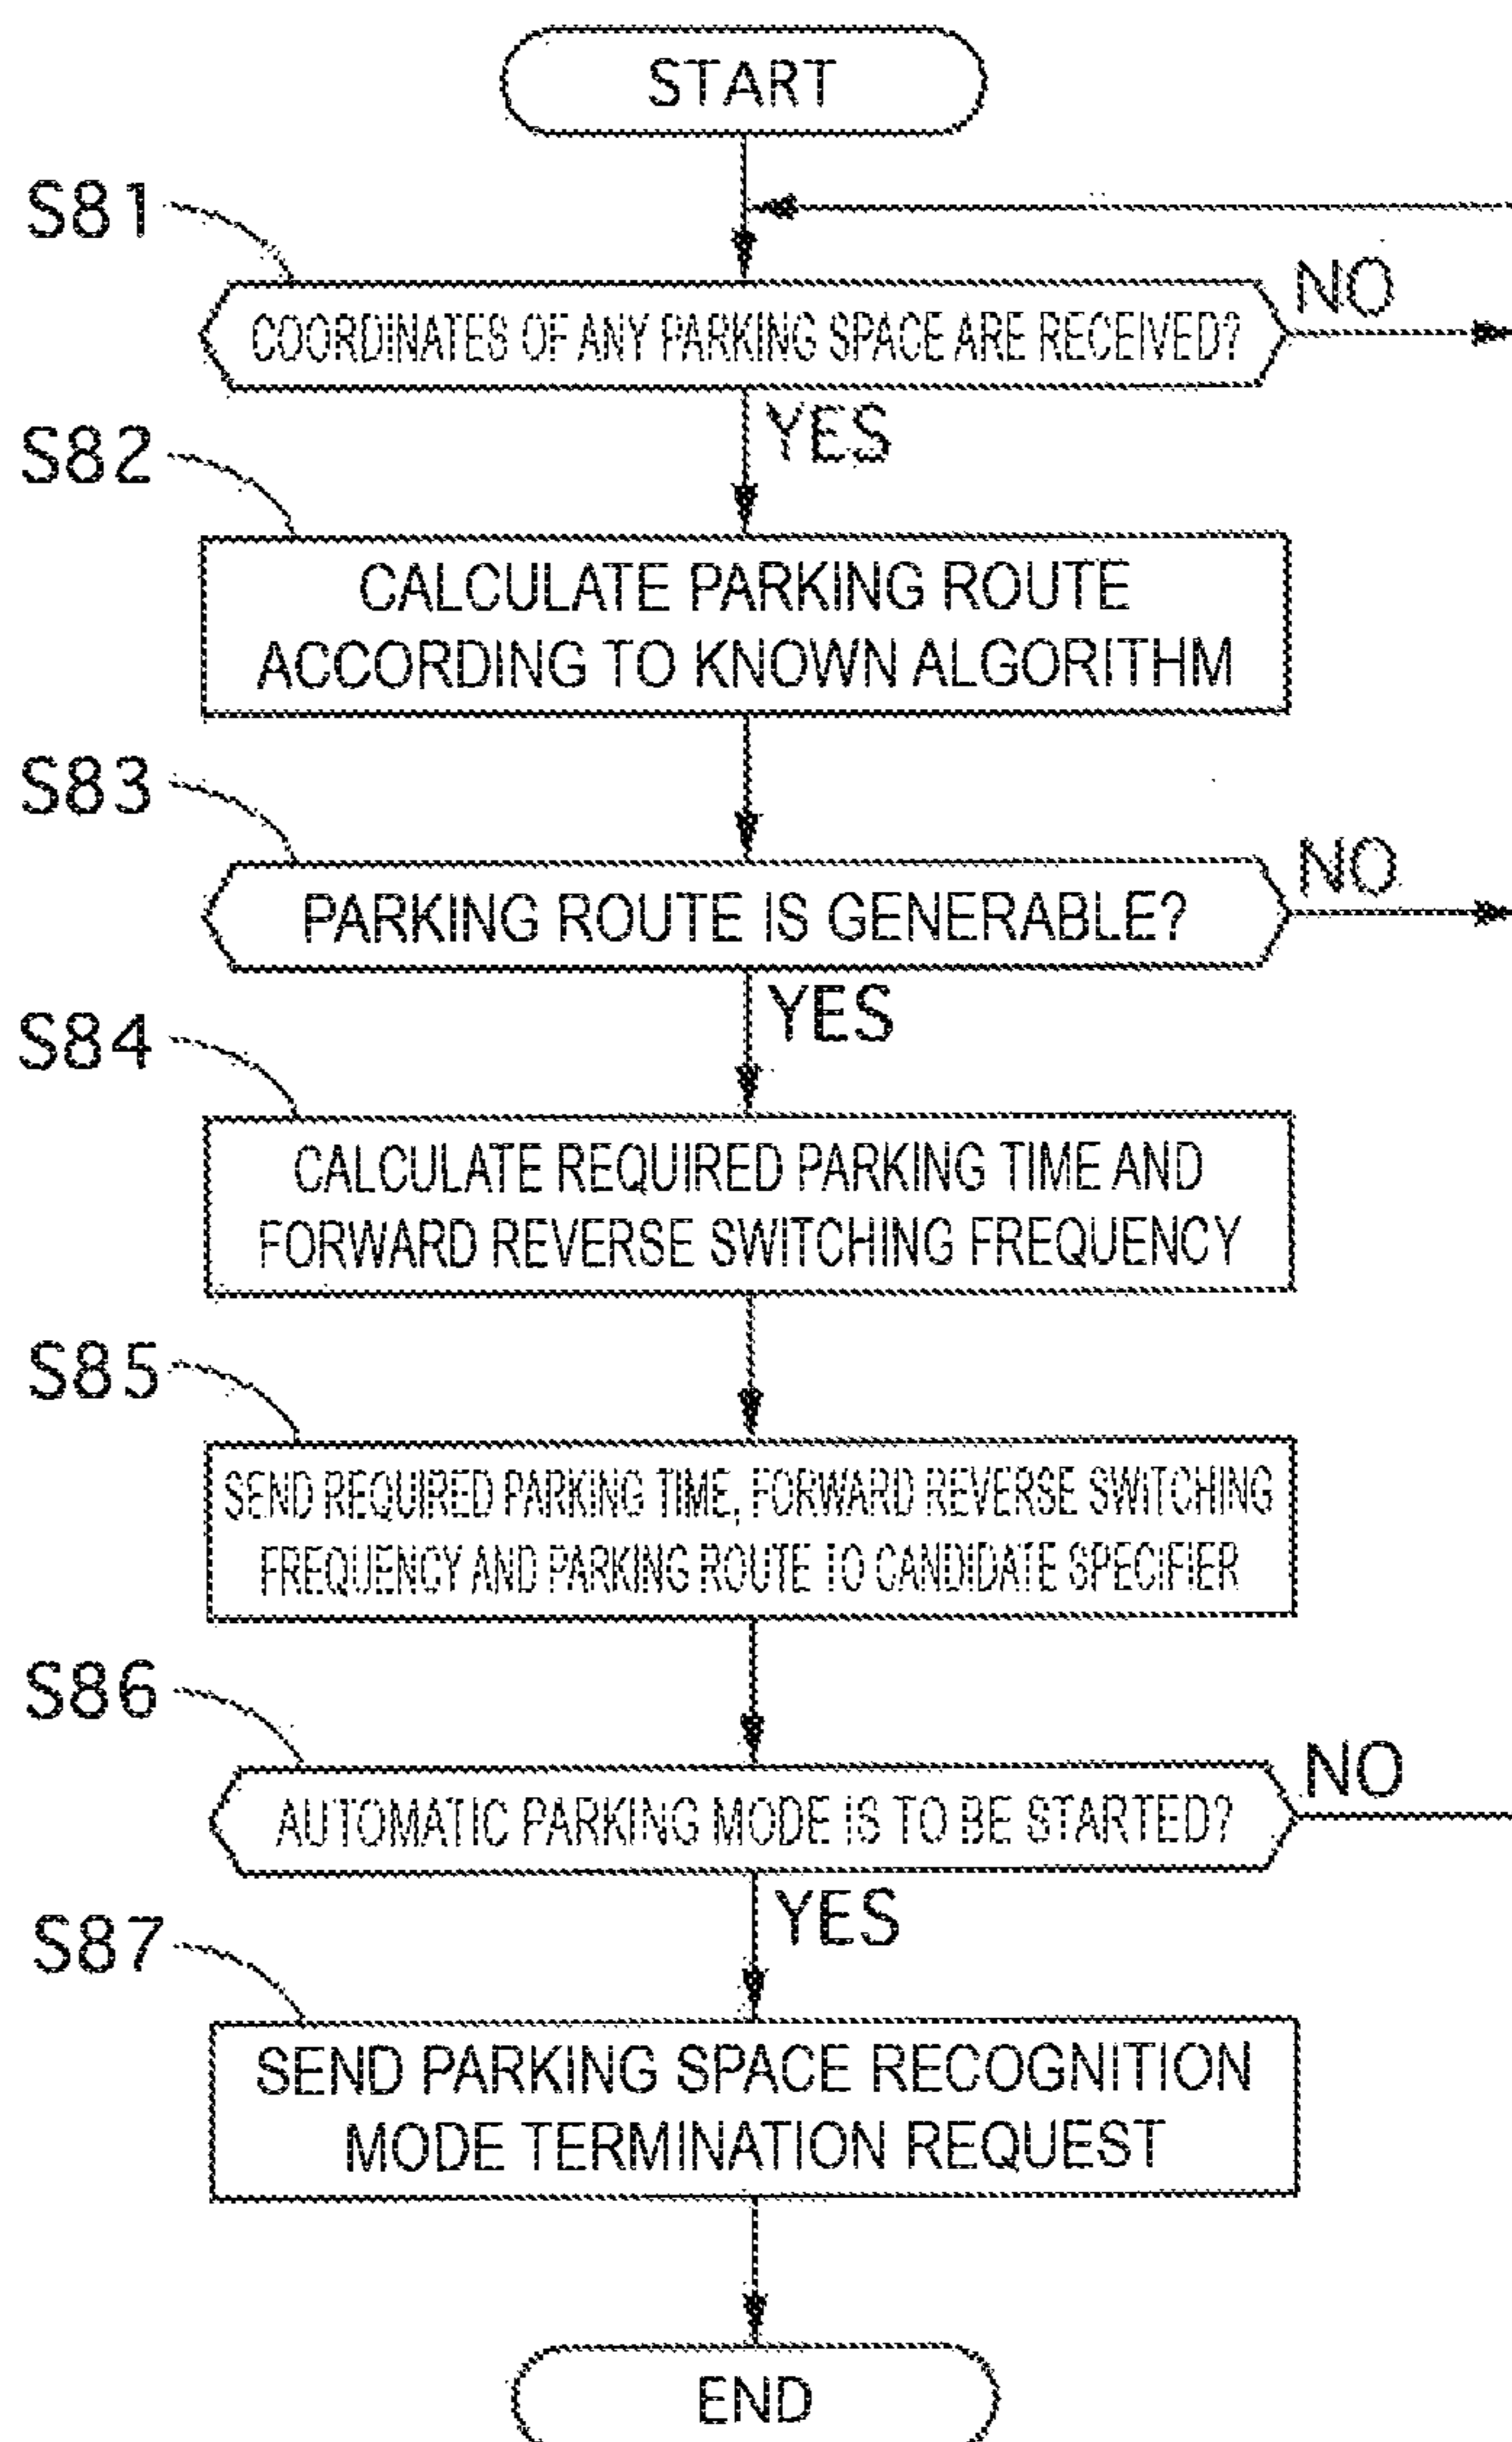 START
S81
COORDINATES OF ANY PARKING SPACE ARE RECEIVED?
NO
YES
S82
CALCULATE PARKING ROUTE
ACCORDING TO KNOWN ALGORITHM
S83
PARKING ROUTE IS GENERABLE?
NO
YES
S84
CALCULATE REQUIRED PARKING TIME AND
FORWARD REVERSE SWITCHING FREQUENCY
S85
SEND REQUIRED PARKING TIME, FORWARD REVERSE SWITCHING
FREQUENCY AND PARKING ROUTE TO CANDIDATE SPECIFIER
S86
AUTOMATIC PARKING MODE IS TO BE STARTED?
NO
YES
S87
SEND PARKING SPACE RECOGNITION
MODE TERMINATION REQUEST
END